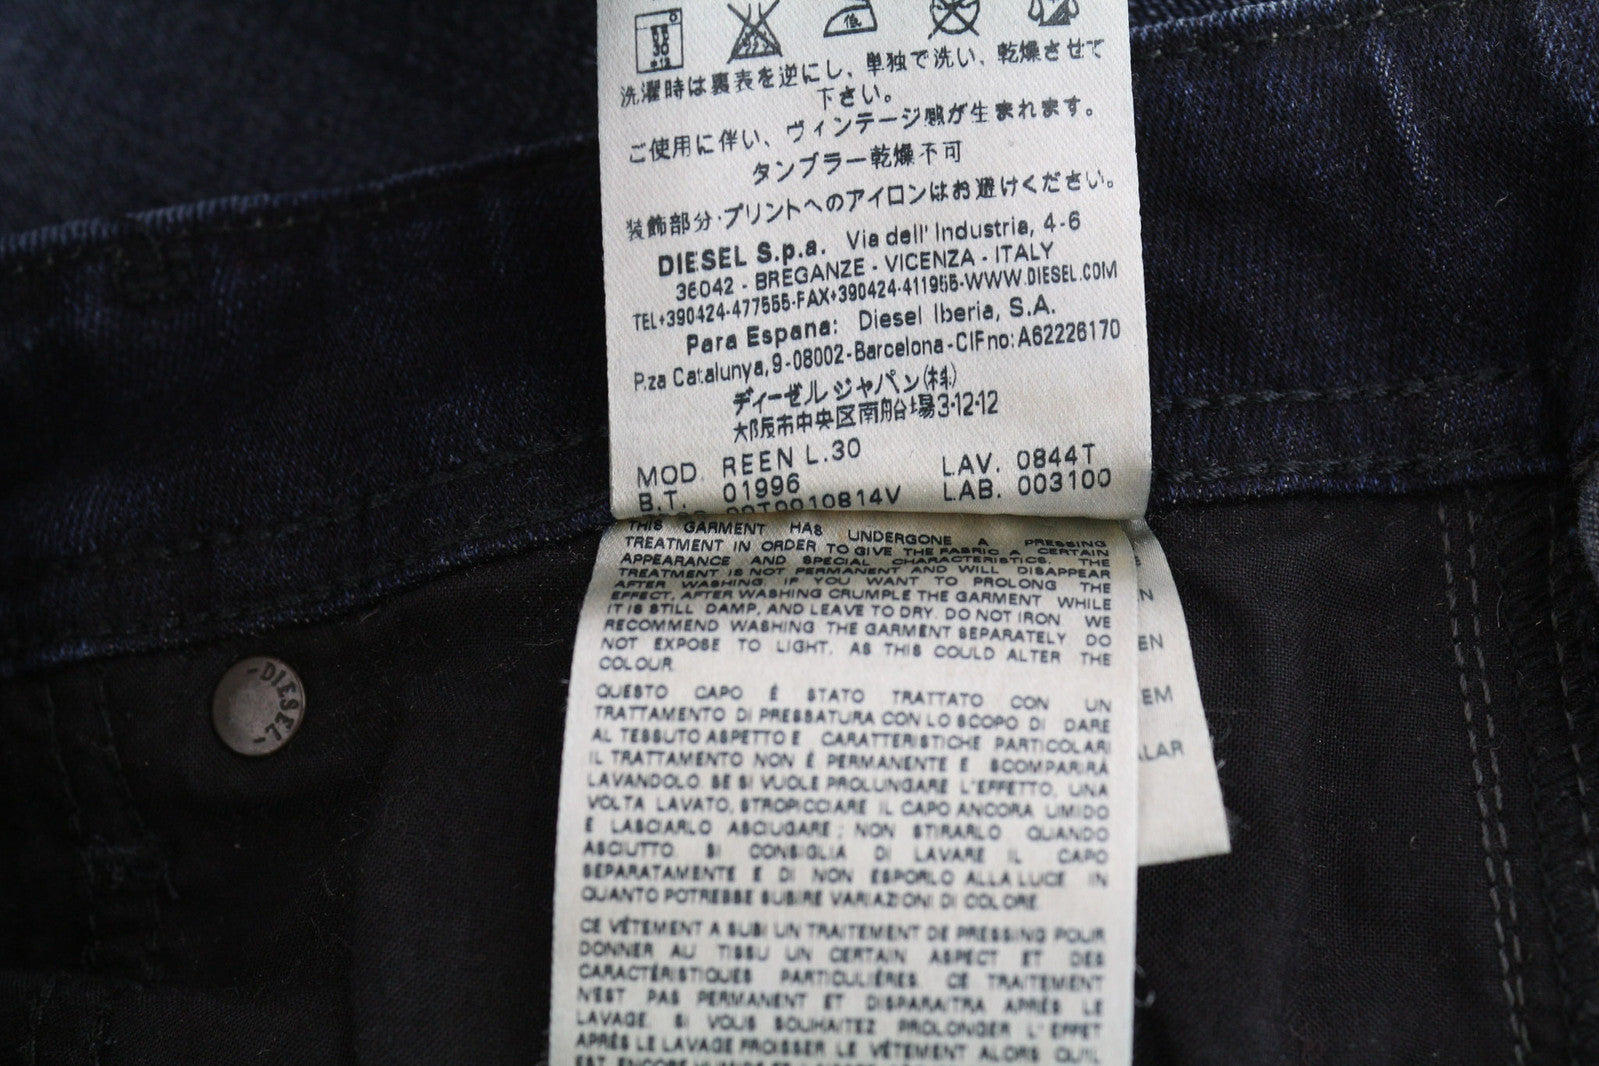 洗濯時は裏表を逆にし、単独で洗い、乾燥させて
下さい。
ご使用に伴い、ヴィンテージ感が生まれます。
タンブラー乾燥不可
装飾部分・プリントへのアイロンはお避けください。
DIESEL S.p.a. Via dell' Industria, 4-6
36042 - BREGANZE - VICENZA - ITALY
TEL+390424-477555-FAX+390424-411955-WWW.DIESEL.COM
Para Espana: Diesel Iberia, S.A.
P.za Catalunya,9-08002-Barcelona-CIFno:A62226170
ディーゼル ジャパン(株)
大阪市中央区南船場3-12-12
MOD. REEN L.30 LAV. 0844T
B.T. 01996 LAB. 003100
00T0010814V
THIS GARMENT HAS UNDERGONE A PRESSING
TREATMENT IN ORDER TO GIVE THE FABRIC A CERTAIN
APPEARANCE AND SPECIAL CHARACTERISTICS. THE
TREATMENT IS NOT PERMANENT AND WILL DISAPPEAR
AFTER WASHING. IF YOU WANT TO PROLONG THE
EFFECT, AFTER WASHING CRUMPLE THE GARMENT WHILE
IT IS STILL DAMP, AND LEAVE TO DRY. DO NOT IRON WE
RECOMMEND WASHING THE GARMENT SEPARATELY DO
NOT EXPOSE TO LIGHT, AS THIS COULD ALTER THE
COLOUR
QUESTO CAPO È STATO TRATTATO CON UN
TRATTAMENTO DI PRESSATURA CON LO SCOPO DI DARE
AL TESSUTO ASPETTO E CARATTERISTICHE PARTICOLARI
IL TRATTAMENTO NON È PERMANENTE E SCOMPARIRÀ
LAVANDOLO. SE SI VUOLE PROLUNGARE L'EFFETTO, UNA
VOLTA LAVATO, STROPICCIARE IL CAPO ANCORA UMIDO
E LASCIARLO ASCIUGARE; NON STIRARLO QUANDO
ASCIUTTO. SI CONSIGLIA DI LAVARE IL CAPO
SEPARATAMENTE E DI NON ESPORLO ALLA LUCE IN
QUANTO POTREBBE SUBIRE VARIAZIONI DI COLORE
CE VÊTEMENT A SUBI UN TRAITEMENT DE PRESSING POUR
DONNER AU TISSU UN CERTAIN ASPECT ET DES
CARACTÉRISTIQUES PARTICULIÈRES. CE TRAITEMENT
N'EST PAS PERMANENT ET DISPARAITRA APRÈS LE
LAVAGE. SI VOUS SOUHAITEZ PROLONGER L'EFFET
APRÈS LE LAVAGE FROISSER LE VÊTEMENT ALORS QU'IL
EN
EM
ALAR
DIESEL